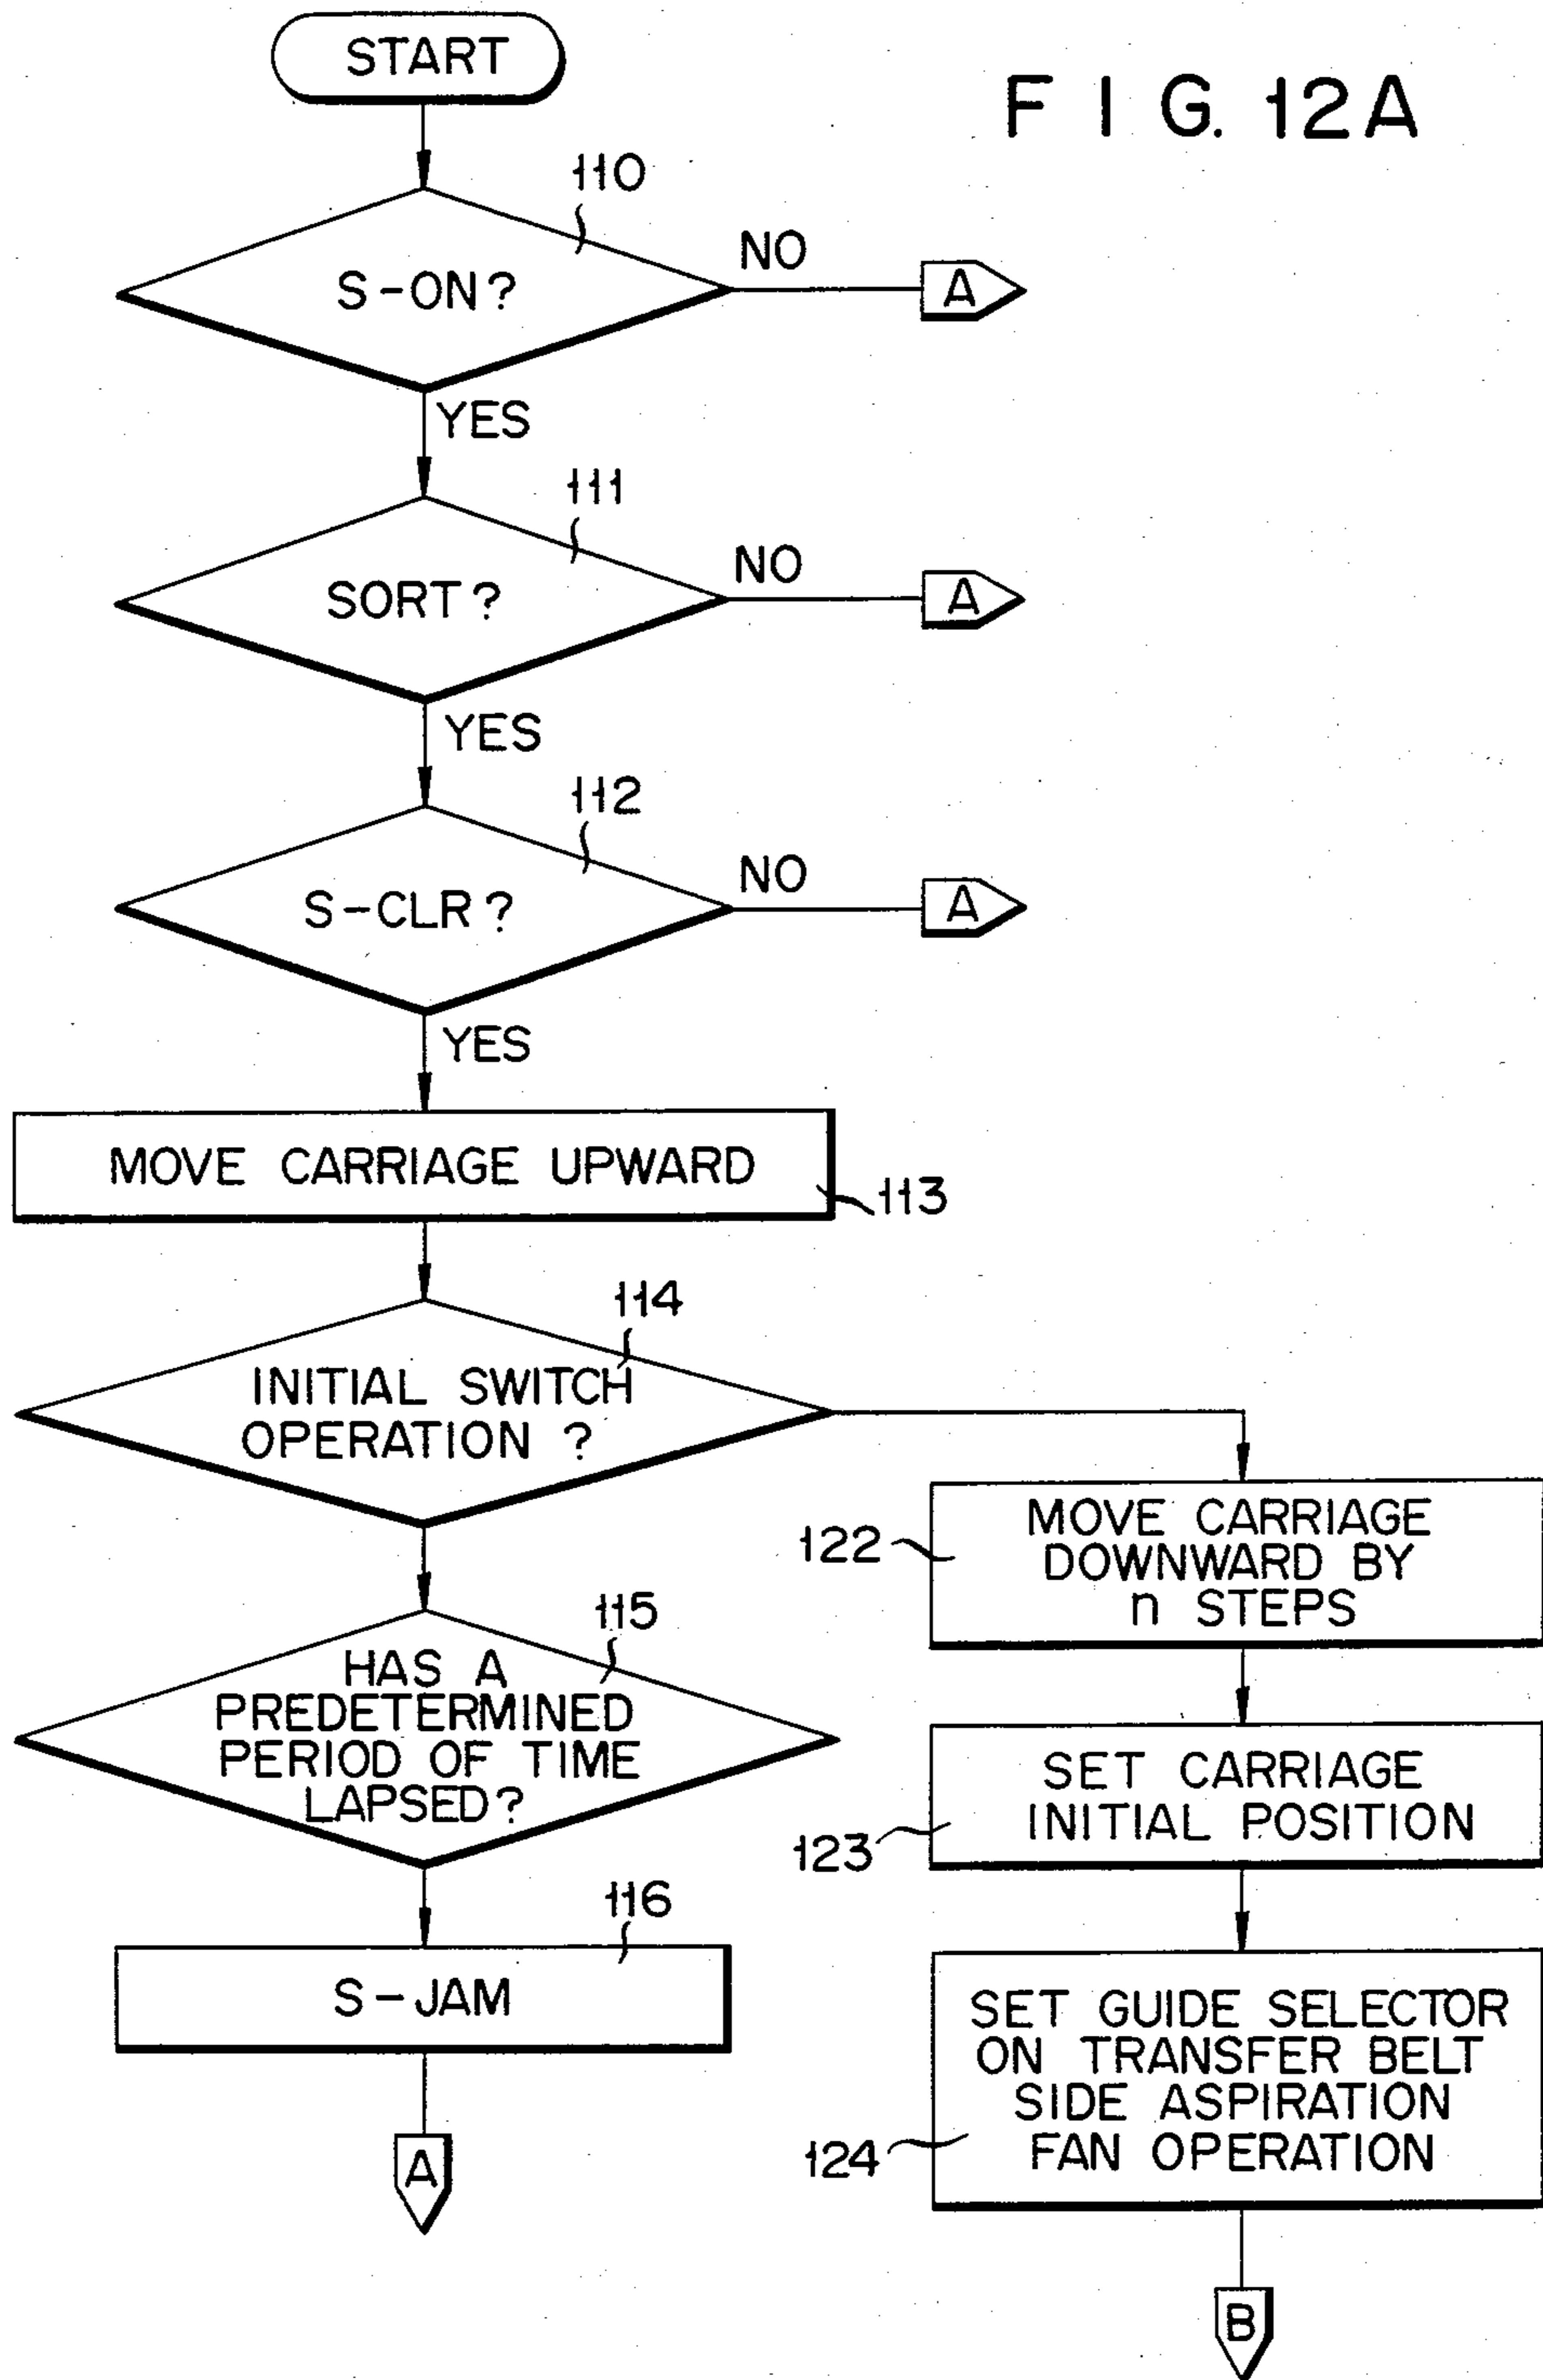 START
F I G. 12A
110
S-ON?
NO
A
YES
111
SORT?
NO
A
YES
112
S-CLR?
NO
A
YES
MOVE CARRIAGE UPWARD
113
114
INITIAL SWITCH
OPERATION ?
115
HAS A
PREDETERMINED
PERIOD OF TIME
LAPSED?
116
S-JAM
A
122
MOVE CARRIAGE
DOWNWARD BY
n STEPS
123
SET CARRIAGE
INITIAL POSITION
124
SET GUIDE SELECTOR
ON TRANSFER BELT
SIDE ASPIRATION
FAN OPERATION
B